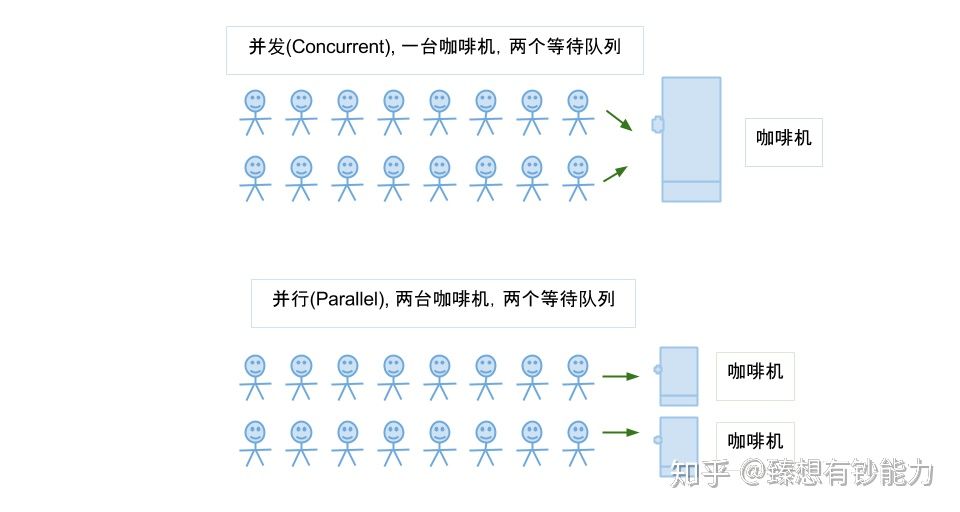 并发(Concurrent), 一台咖啡机，两个等待队列
咖啡机
并行(Parallel), 两台咖啡机，两个等待队列
咖啡机
咖啡机
知乎 @臻想有钞能力